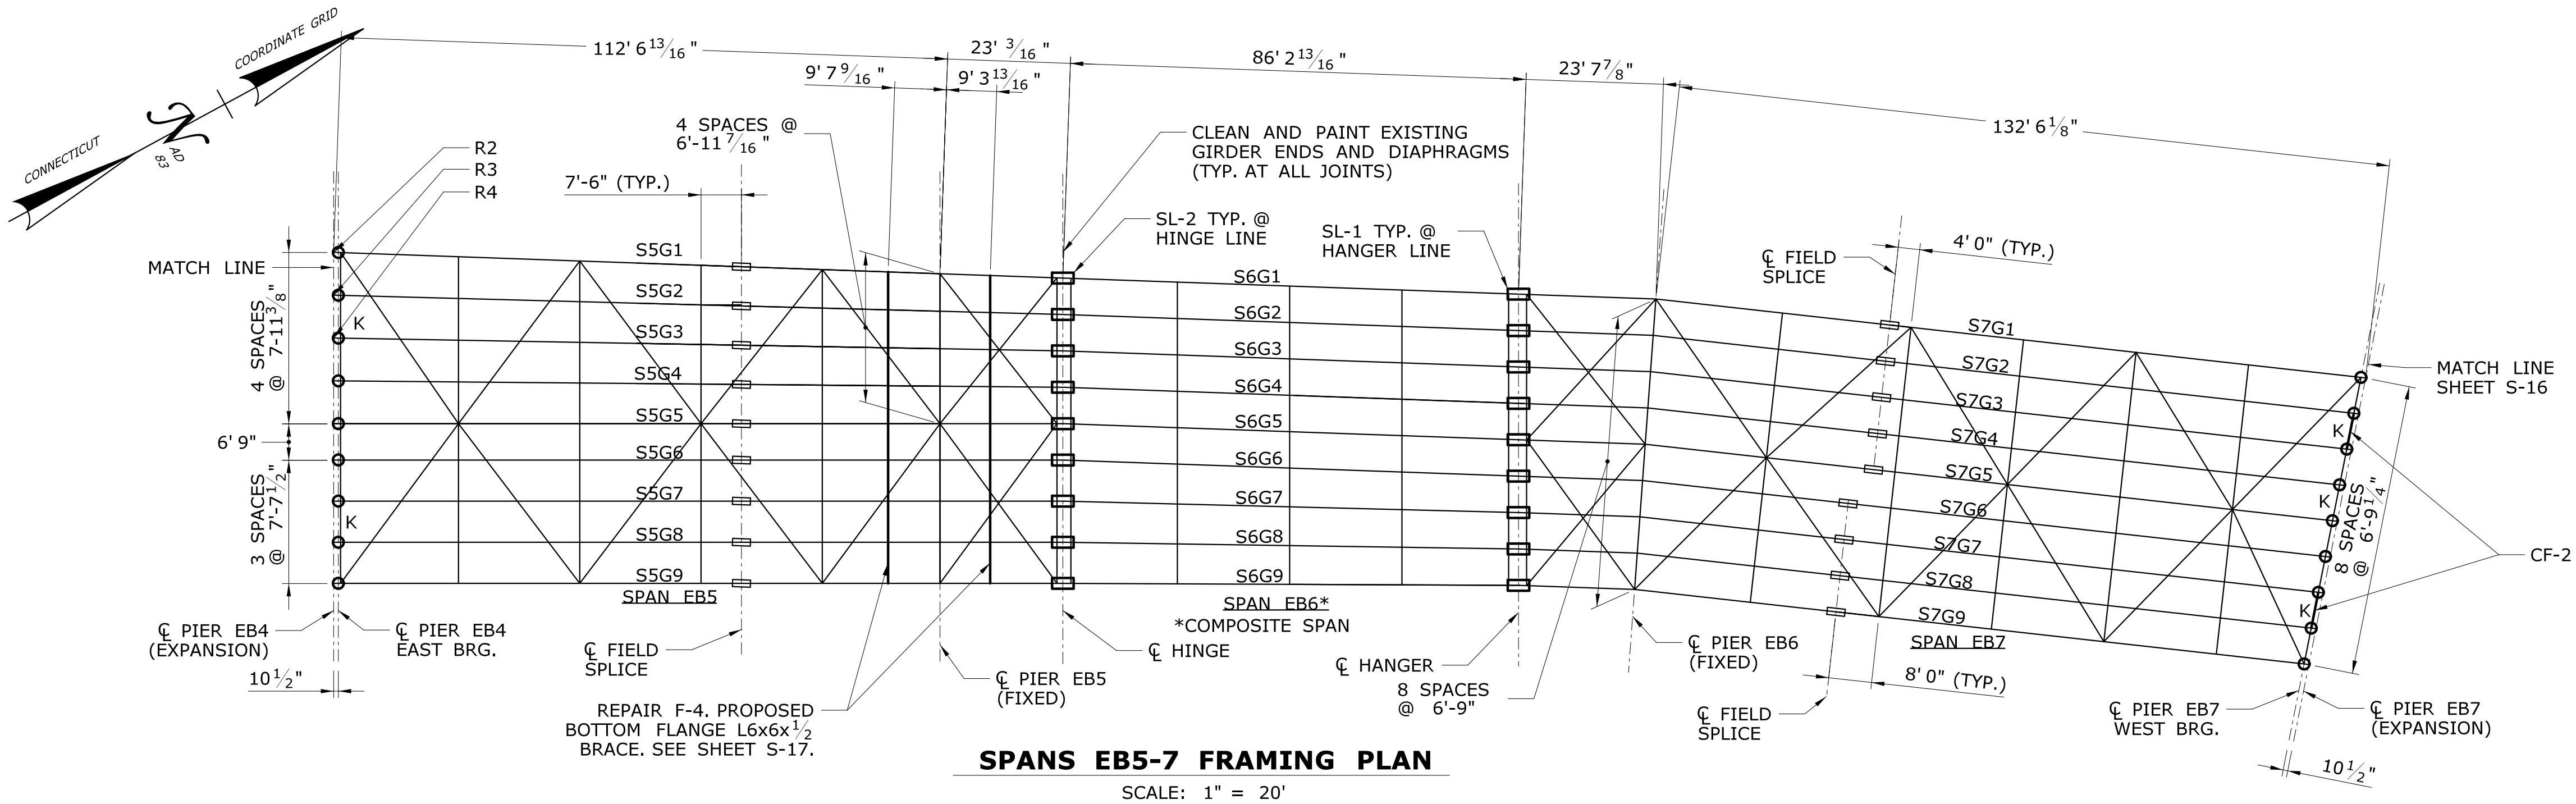 COORDINATE GRID
CONNECTICUT
N
AD
83
112' 6 13/16 "
23' 3/16 "
9' 7 9/16 "
9' 3 13/16 "
86' 2 13/16 "
23' 7 7/8"
132' 6 1/8"
4 SPACES @
6'-11 7/16 "
7'-6" (TYP.)
R2
R3
R4
CLEAN AND PAINT EXISTING
GIRDER ENDS AND DIAPHRAGMS
(TYP. AT ALL JOINTS)
SL-2 TYP. @
HINGE LINE
SL-1 TYP. @
HANGER LINE
℄ FIELD
SPLICE
4' 0" (TYP.)
MATCH LINE
4 SPACES
@ 7-11 3/8"
6' 9"
3 SPACES
@ 7'-7 1/2"
K
K
S5G1
S5G2
S5G3
S5G4
S5G5
S5G6
S5G7
S5G8
S5G9
SPAN EB5
S6G1
S6G2
S6G3
S6G4
S6G5
S6G6
S6G7
S6G8
S6G9
SPAN EB6*
*COMPOSITE SPAN
S7G1
S7G2
S7G3
S7G4
S7G5
S7G6
S7G7
S7G8
S7G9
SPAN EB7
MATCH LINE
SHEET S-16
K
K
K
8 SPACES
@ 6'-9 1/4"
CF-2
℄ PIER EB4
(EXPANSION)
℄ PIER EB4
EAST BRG.
10 1/2"
℄ FIELD
SPLICE
REPAIR F-4. PROPOSED
BOTTOM FLANGE L6x6x 1/2
BRACE. SEE SHEET S-17.
℄ PIER EB5
(FIXED)
℄ HINGE
℄ HANGER
8 SPACES
@ 6'-9"
℄ PIER EB6
(FIXED)
℄ FIELD
SPLICE
8' 0" (TYP.)
℄ PIER EB7
WEST BRG.
℄ PIER EB7
(EXPANSION)
10 1/2"
SPANS EB5-7 FRAMING PLAN
SCALE: 1" = 20'